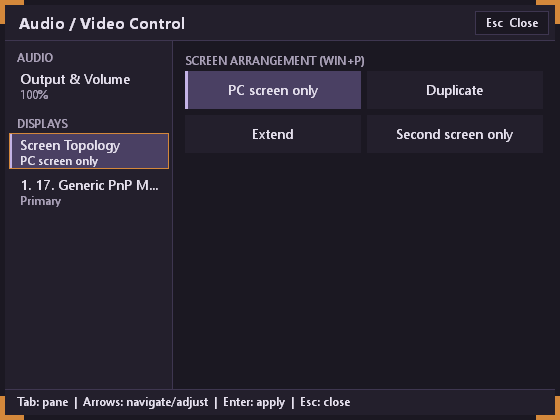 Audio / Video Control
Esc Close
AUDIO
Output & Volume
100%
DISPLAYS
Screen Topology
PC screen only
1. 17. Generic PnP M...
Primary
SCREEN ARRANGEMENT (WIN+P)
PC screen only
Duplicate
Extend
Second screen only
Tab: pane | Arrows: navigate/adjust | Enter: apply | Esc: close